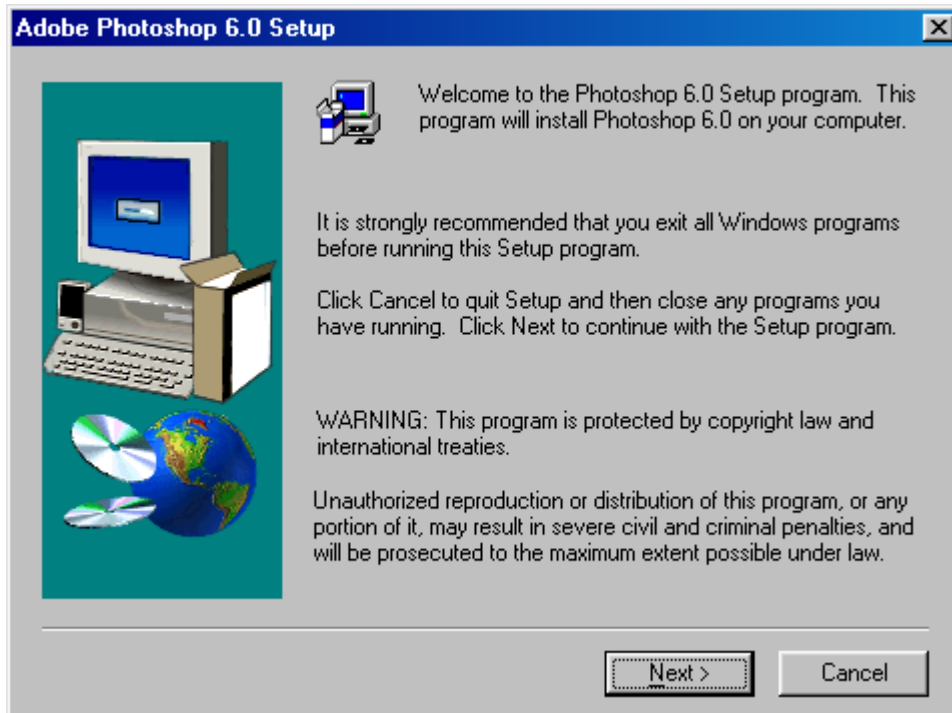 Adobe Photoshop 6.0 Setup
Welcome to the Photoshop 6.0 Setup program.  This
program will install Photoshop 6.0 on your computer.
It is strongly recommended that you exit all Windows programs
before running this Setup program.
Click Cancel to quit Setup and then close any programs you
have running.  Click Next to continue with the Setup program.
WARNING: This program is protected by copyright law and
international treaties.
Unauthorized reproduction or distribution of this program, or any
portion of it, may result in severe civil and criminal penalties, and
will be prosecuted to the maximum extent possible under law.
Next >
Cancel